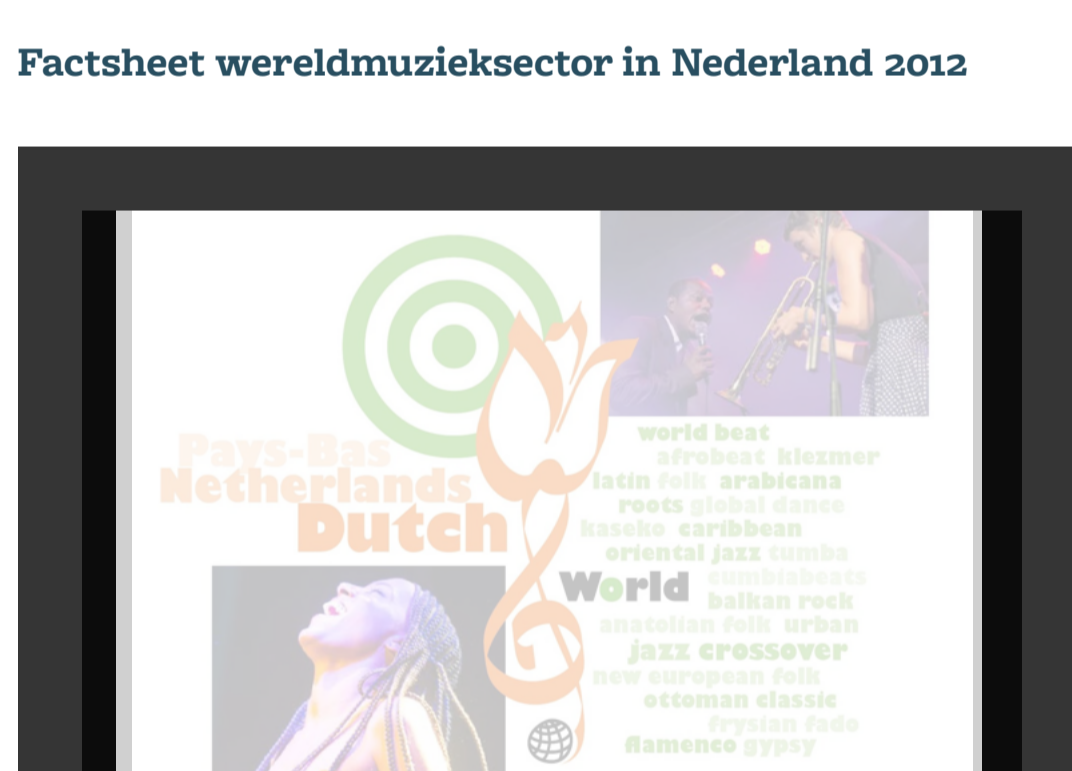 Factsheet wereldmuzieksector in Nederland 2012
Pays-Bas
Netherlands
Dutch
world beat
afrobeat klezmer
latin folk arabicana
roots global dance
kaseko caribbean
oriental jazz tumba
World cumbiabeats
balkan rock
anatolian folk urban
jazz crossover
new european folk
ottoman classic
frysian fado
flamenco gypsy